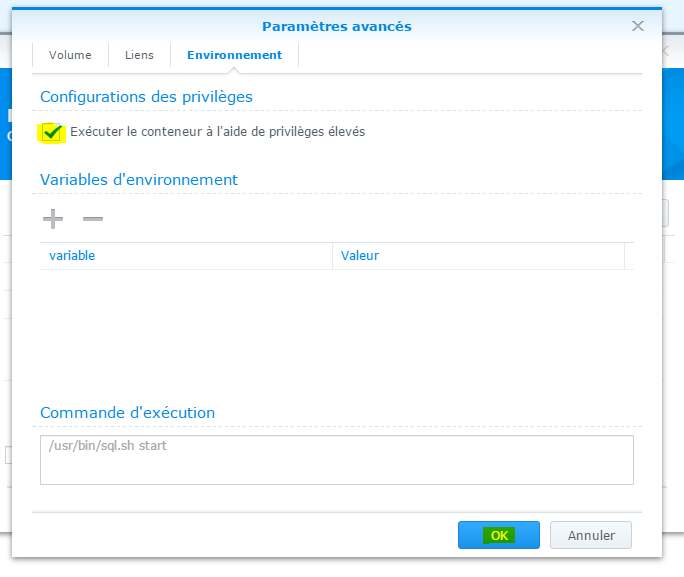 Paramètres avancés
Volume
Liens
Environnement
Configurations des privilèges
Exécuter le conteneur à l'aide de privilèges élevés
Variables d'environnement
variable
Valeur
Commande d'exécution
/usr/bin/sql.sh start
OK
Annuler